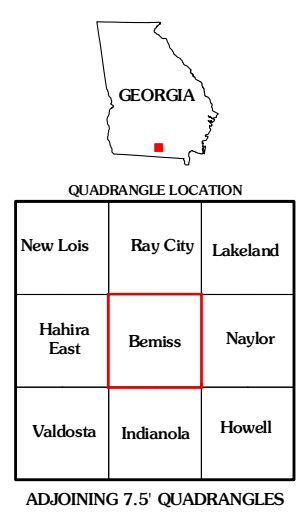 GEORGIA
QUADRANGLE LOCATION
New Lois
Ray City
Lakeland
Hahira
East
Bemiss
Naylor
Valdosta
Indianola
Howell
ADJOINING 7.5' QUADRANGLES